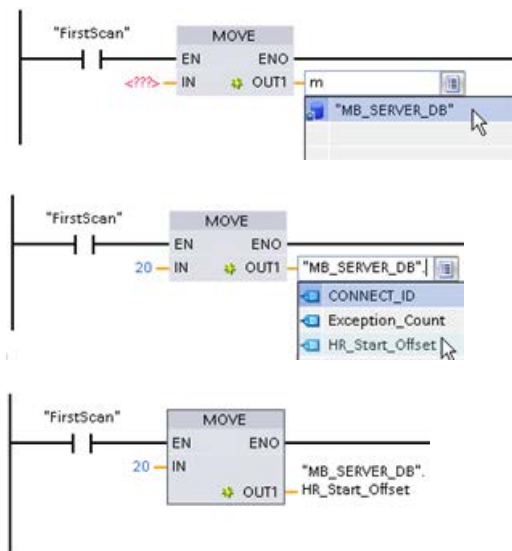 "FirstScan"
MOVE
EN ENO
<???> IN OUT1 m
"MB_SERVER_DB"
"FirstScan"
MOVE
EN ENO
20 IN OUT1 "MB_SERVER_DB".
CONNECT_ID
Exception_Count
HR_Start_Offset
"FirstScan"
MOVE
EN ENO
20 IN
"MB_SERVER_DB".
OUT1 HR_Start_Offset